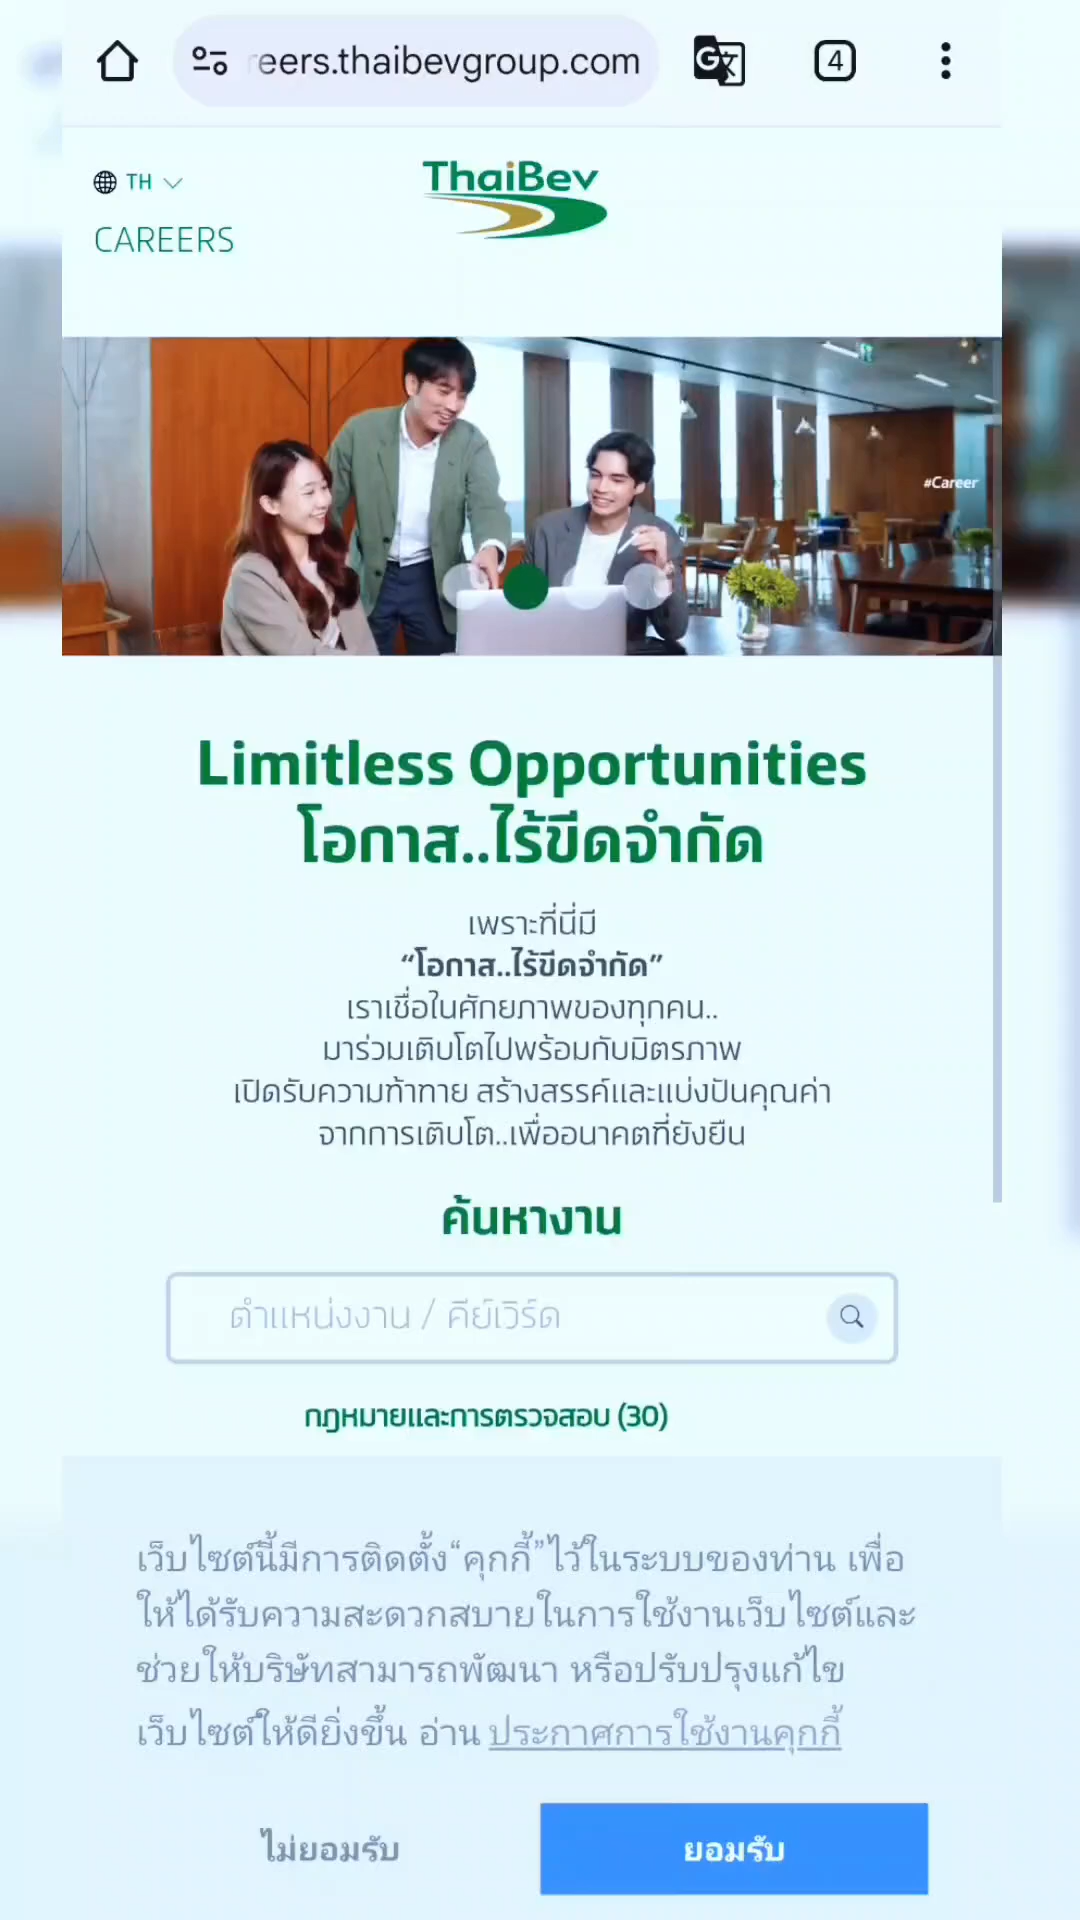 eers.thaibevgroup.com
4
TH
ThaiBev
CAREERS
#Career
Limitless Opportunities
โอกาส..ไร้ขีดจำกัด
เพราะที่นี่มี
“โอกาส..ไร้ขีดจำกัด”
เราเชื่อในศักยภาพของทุกคน..
มาร่วมเติบโตไปพร้อมกับมิตรภาพ
เปิดรับความท้าทาย สร้างสรรค์และแบ่งปันคุณค่า
จากการเติบโต..เพื่ออนาคตที่ยั่งยืน
ค้นหางาน
ตำแหน่งงาน / คีย์เวิร์ด
กฎหมายและการตรวจสอบ (30)
เว็บไซต์นี้มีการติดตั้ง“คุกกี้”ไว้ในระบบของท่าน เพื่อ
ให้ได้รับความสะดวกสบายในการใช้งานเว็บไซต์และ
ช่วยให้บริษัทสามารถพัฒนา หรือปรับปรุงแก้ไข
เว็บไซต์ให้ดียิ่งขึ้น อ่าน ประกาศการใช้งานคุกกี้
ไม่ยอมรับ
ยอมรับ